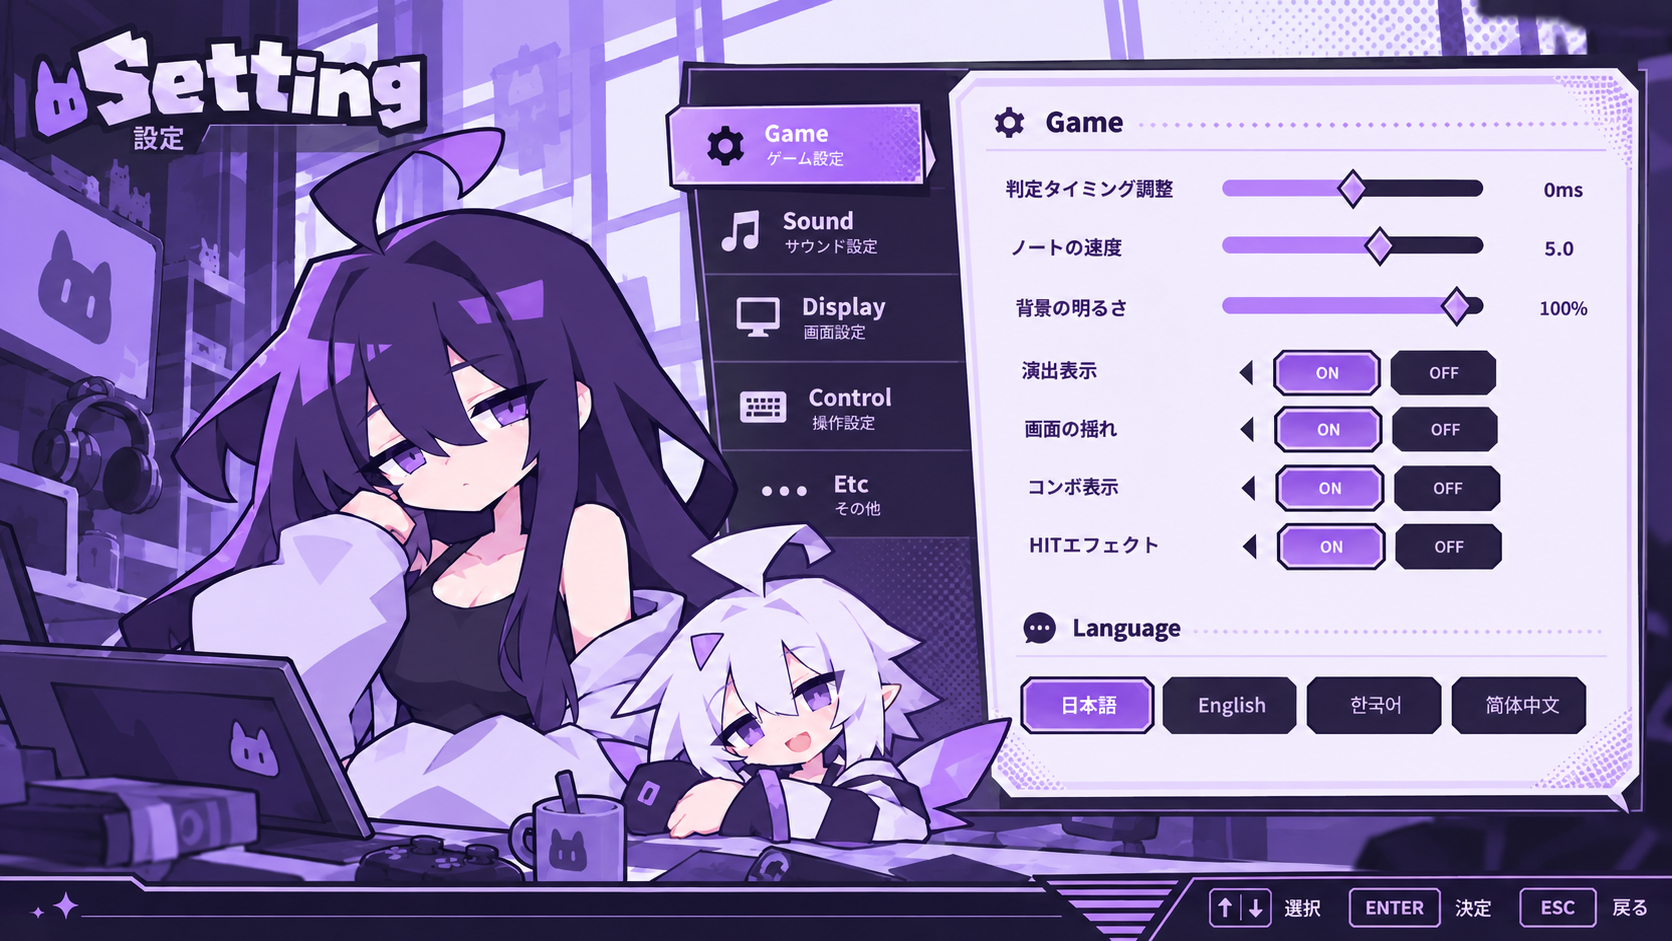 Setting
設定
Game
ゲーム設定
Sound
サウンド設定
Display
画面設定
Control
操作設定
Etc
その他
Game
判定タイミング調整 0ms
ノートの速度 5.0
背景の明るさ 100%
演出表示 ON OFF
画面の揺れ ON OFF
コンボ表示 ON OFF
HITエフェクト ON OFF
Language
日本語 English 한국어 简体中文
↑ ↓ 選択 ENTER 決定 ESC 戻る